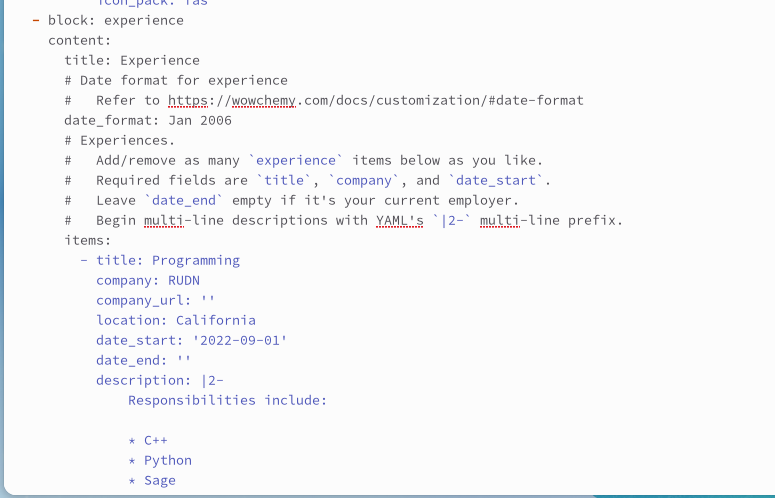 icon_pack: fas
- block: experience
content:
title: Experience
# Date format for experience
#   Refer to https://wowchemy.com/docs/customization/#date-format
date_format: Jan 2006
# Experiences.
#   Add/remove as many `experience` items below as you like.
#   Required fields are `title`, `company`, and `date_start`.
#   Leave `date_end` empty if it's your current employer.
#   Begin multi-line descriptions with YAML's `|2-` multi-line prefix.
items:
- title: Programming
company: RUDN
company_url: ''
location: California
date_start: '2022-09-01'
date_end: ''
description: |2-
Responsibilities include:
* C++
* Python
* Sage